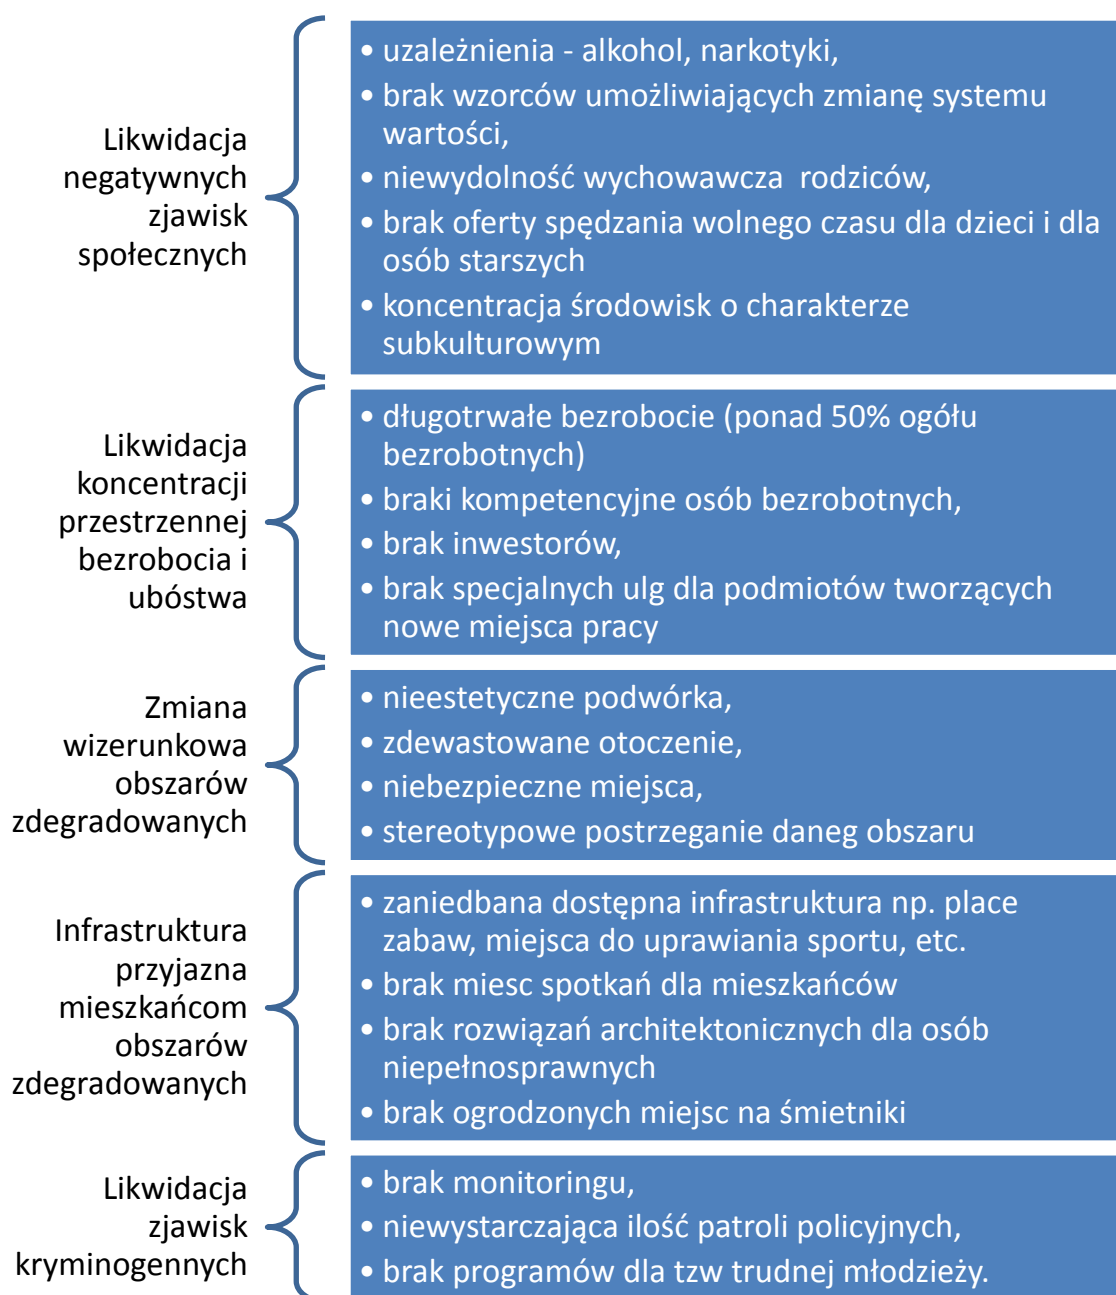 Likwidacja
negatywnych
zjawisk
społecznych
• uzależnienia - alkohol, narkotyki,
• brak wzorców umożliwiających zmianę systemu
wartości,
• niewydolność wychowawcza  rodziców,
• brak oferty spędzania wolnego czasu dla dzieci i dla
osób starszych
• koncentracja środowisk o charakterze
subkulturowym
Likwidacja
koncentracji
przestrzennej
bezrobocia i
ubóstwa
• długotrwałe bezrobocie (ponad 50% ogółu
bezrobotnych)
• braki kompetencyjne osób bezrobotnych,
• brak inwestorów,
• brak specjalnych ulg dla podmiotów tworzących
nowe miejsca pracy
Zmiana
wizerunkowa
obszarów
zdegradowanych
• nieestetyczne podwórka,
• zdewastowane otoczenie,
• niebezpieczne miejsca,
• stereotypowe postrzeganie daneg obszaru
Infrastruktura
przyjazna
mieszkańcom
obszarów
zdegradowanych
• zaniedbana dostępna infrastruktura np. place
zabaw, miejsca do uprawiania sportu, etc.
• brak miesc spotkań dla mieszkańców
• brak rozwiązań architektonicznych dla osób
niepełnosprawnych
• brak ogrodzonych miejsc na śmietniki
Likwidacja
zjawisk
kryminogennych
• brak monitoringu,
• niewystarczająca ilość patroli policyjnych,
• brak programów dla tzw trudnej młodzieży.